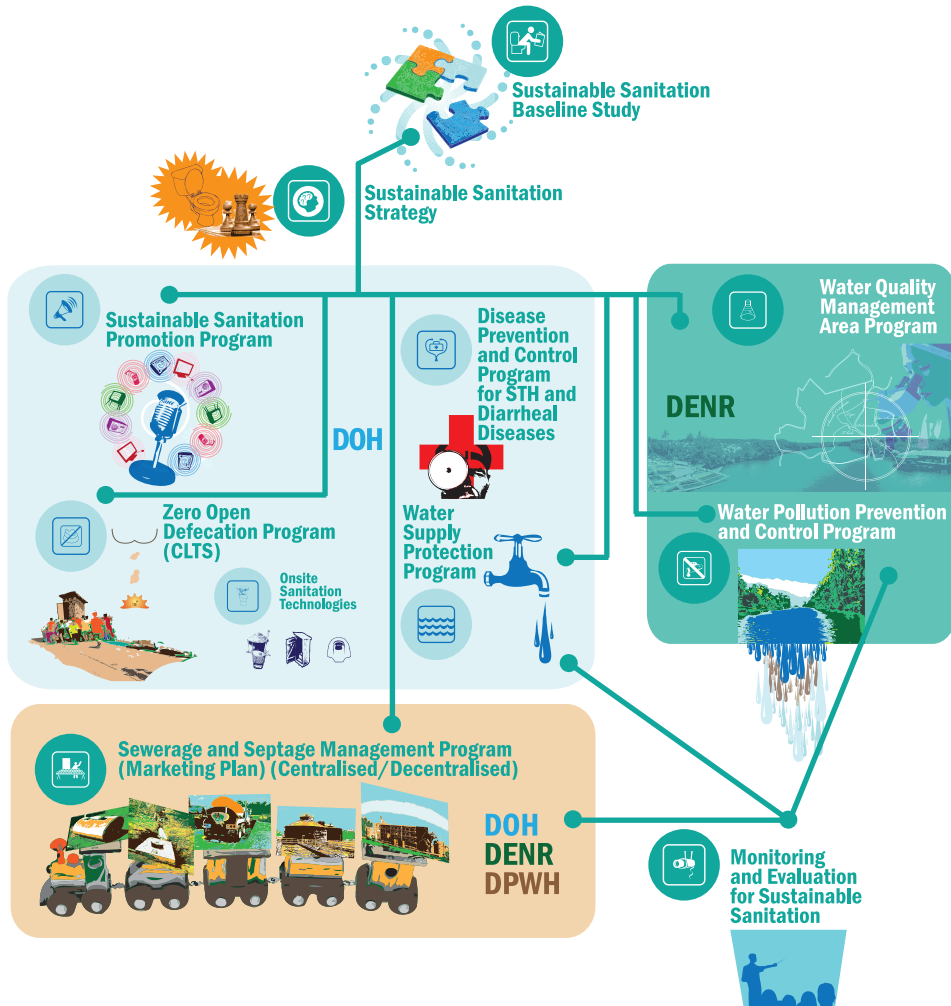 Sustainable Sanitation
Baseline Study
Sustainable Sanitation
Strategy
Sustainable Sanitation
Promotion Program
DOH
Disease
Prevention
and Control
Program
for STH and
Diarrheal
Diseases
Water Quality
Management
Area Program
DENR
Zero Open
Defecation Program
(CLTS)
Onsite
Sanitation
Technologies
Water
Supply
Protection
Program
Water Pollution Prevention
and Control Program
Sewerage and Septage Management Program
(Marketing Plan) (Centralised/Decentralised)
DOH
DENR
DPWH
Monitoring
and Evaluation
for Sustainable
Sanitation